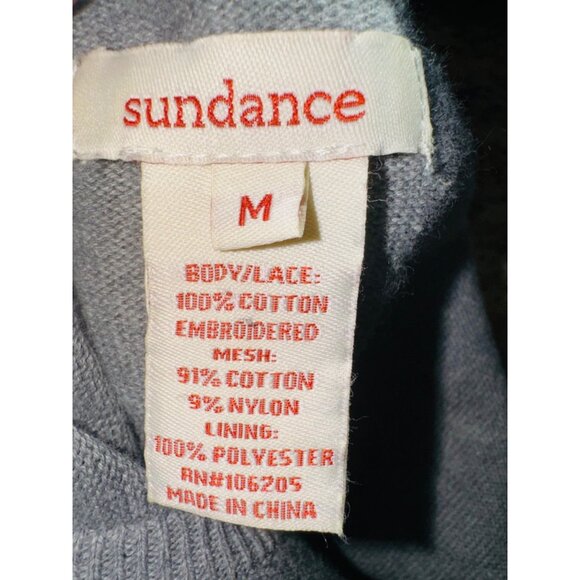 sundance
M
BODY/LACE:
100% COTTON
EMBROIDERED
MESH:
91% COTTON
9% NYLON
LINING:
100% POLYESTER
RN#106205
MADE IN CHINA